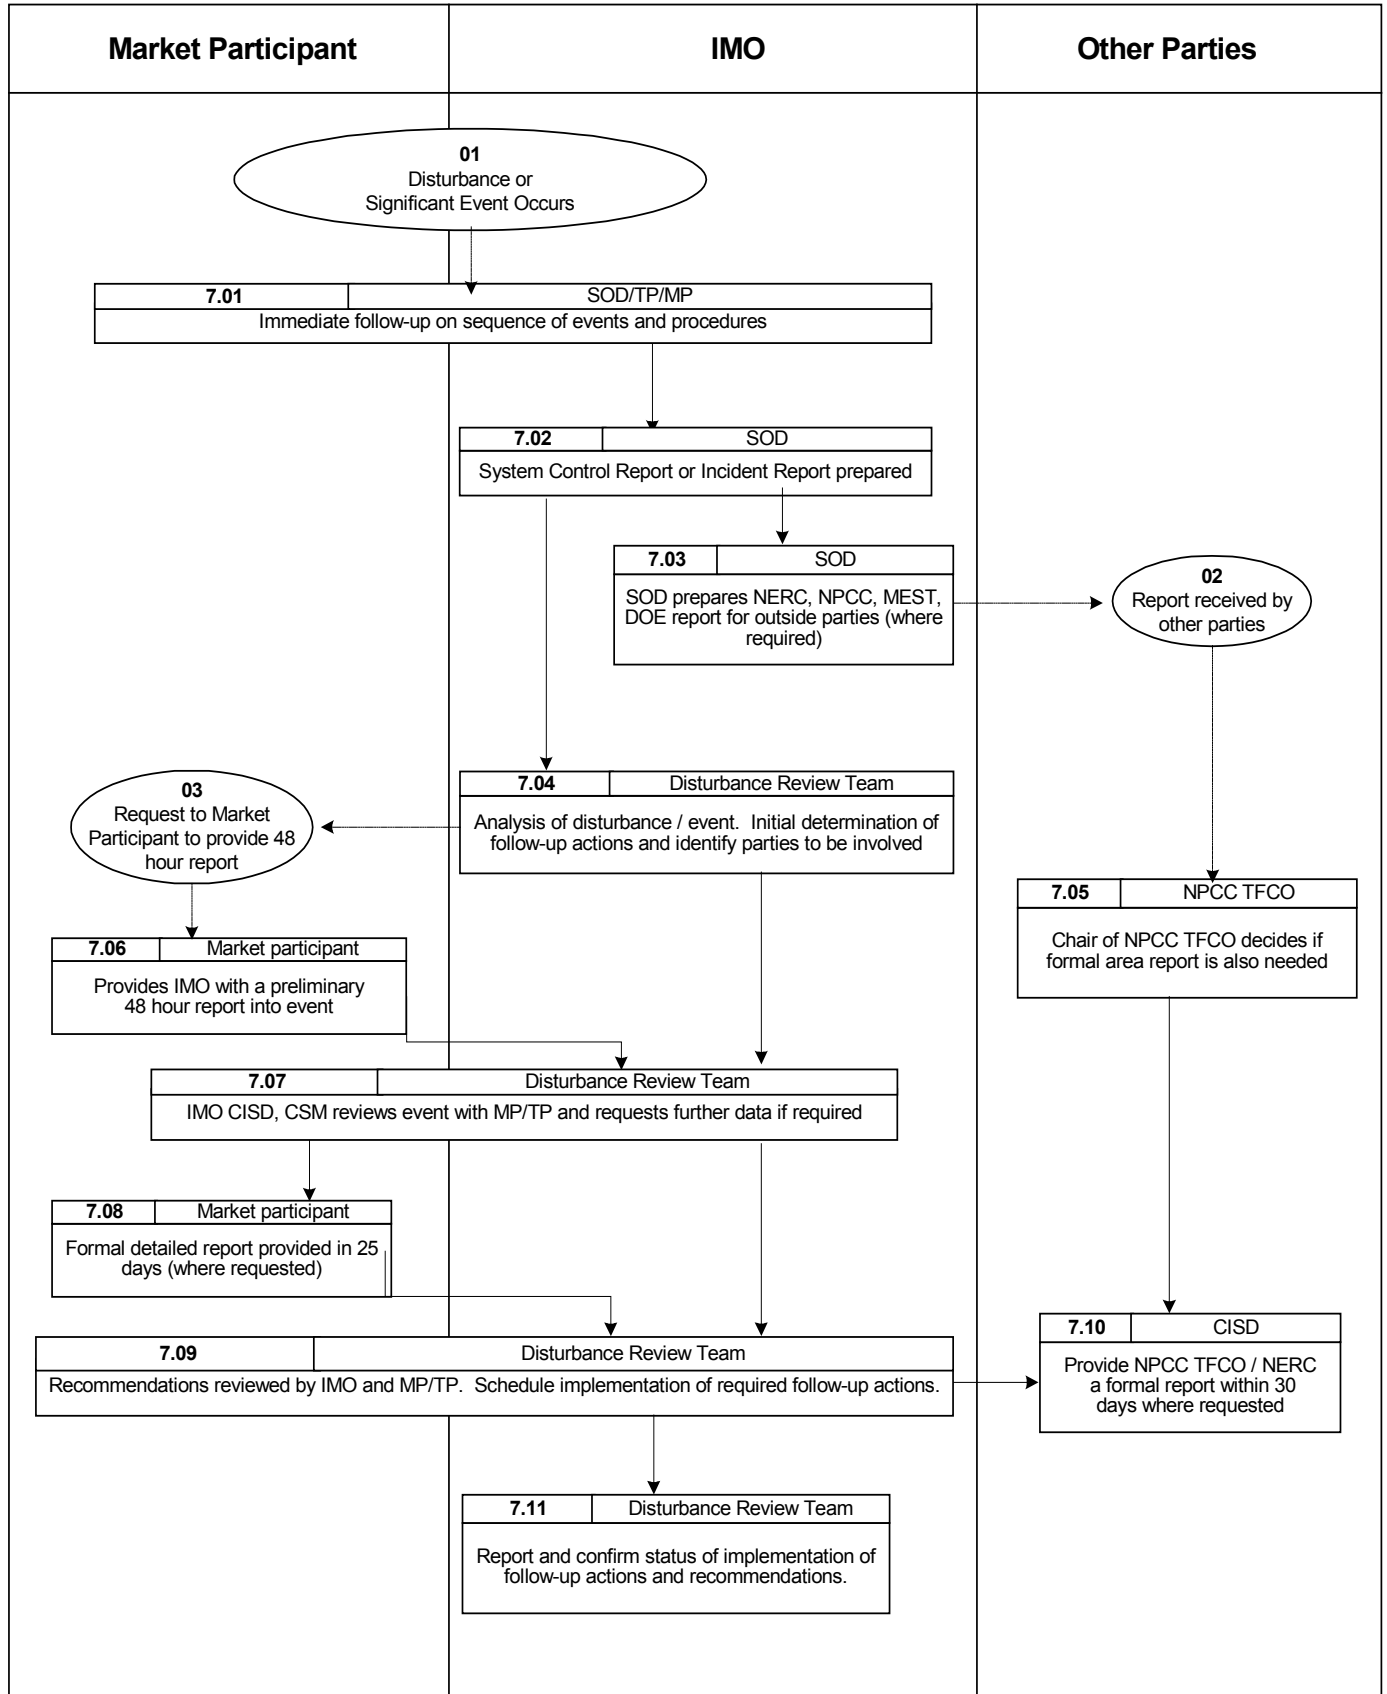 Market Participant
IMO
Other Parties
01
Disturbance or
Significant Event Occurs
7.01
SOD/TP/MP
Immediate follow-up on sequence of events and procedures
7.02
SOD
System Control Report or Incident Report prepared
7.03
SOD
SOD prepares NERC, NPCC, MEST,
DOE report for outside parties (where
required)
02
Report received by
other parties
03
Request to Market
Participant to provide 48
hour report
7.04
Disturbance Review Team
Analysis of disturbance / event.  Initial determination of
follow-up actions and identify parties to be involved
7.05
NPCC TFCO
Chair of NPCC TFCO decides if
formal area report is also needed
7.06
Market participant
Provides IMO with a preliminary
48 hour report into event
7.07
Disturbance Review Team
IMO CISD, CSM reviews event with MP/TP and requests further data if required
7.08
Market participant
Formal detailed report provided in 25
days (where requested)
7.09
Disturbance Review Team
Recommendations reviewed by IMO and MP/TP.  Schedule implementation of required follow-up actions.
7.10
CISD
Provide NPCC TFCO / NERC
a formal report within 30
days where requested
7.11
Disturbance Review Team
Report and confirm status of implementation of
follow-up actions and recommendations.